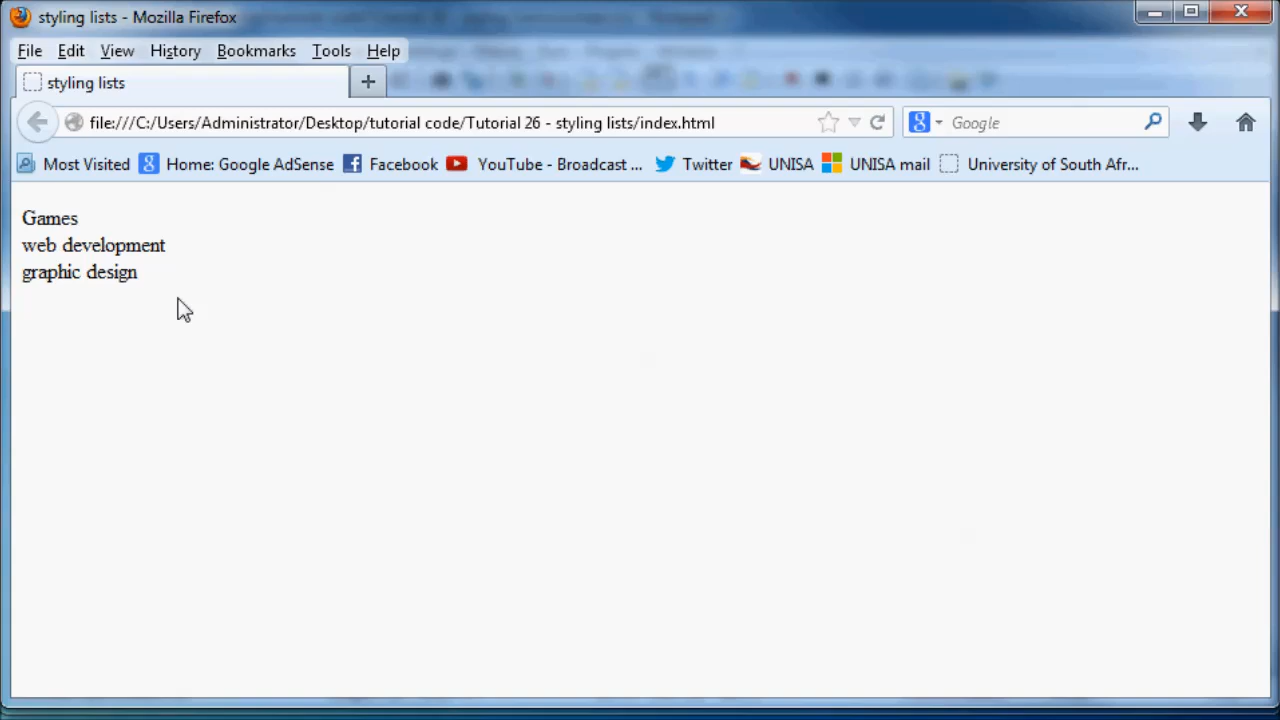 styling lists - Mozilla Firefox
File Edit View History Bookmarks Tools Help
styling lists
file:///C:/Users/Administrator/Desktop/tutorial code/Tutorial 26 - styling lists/index.html Google
Most Visited Home: Google AdSense Facebook YouTube - Broadcast ... Twitter UNISA UNISA mail University of South Afr...
Games
web development
graphic design